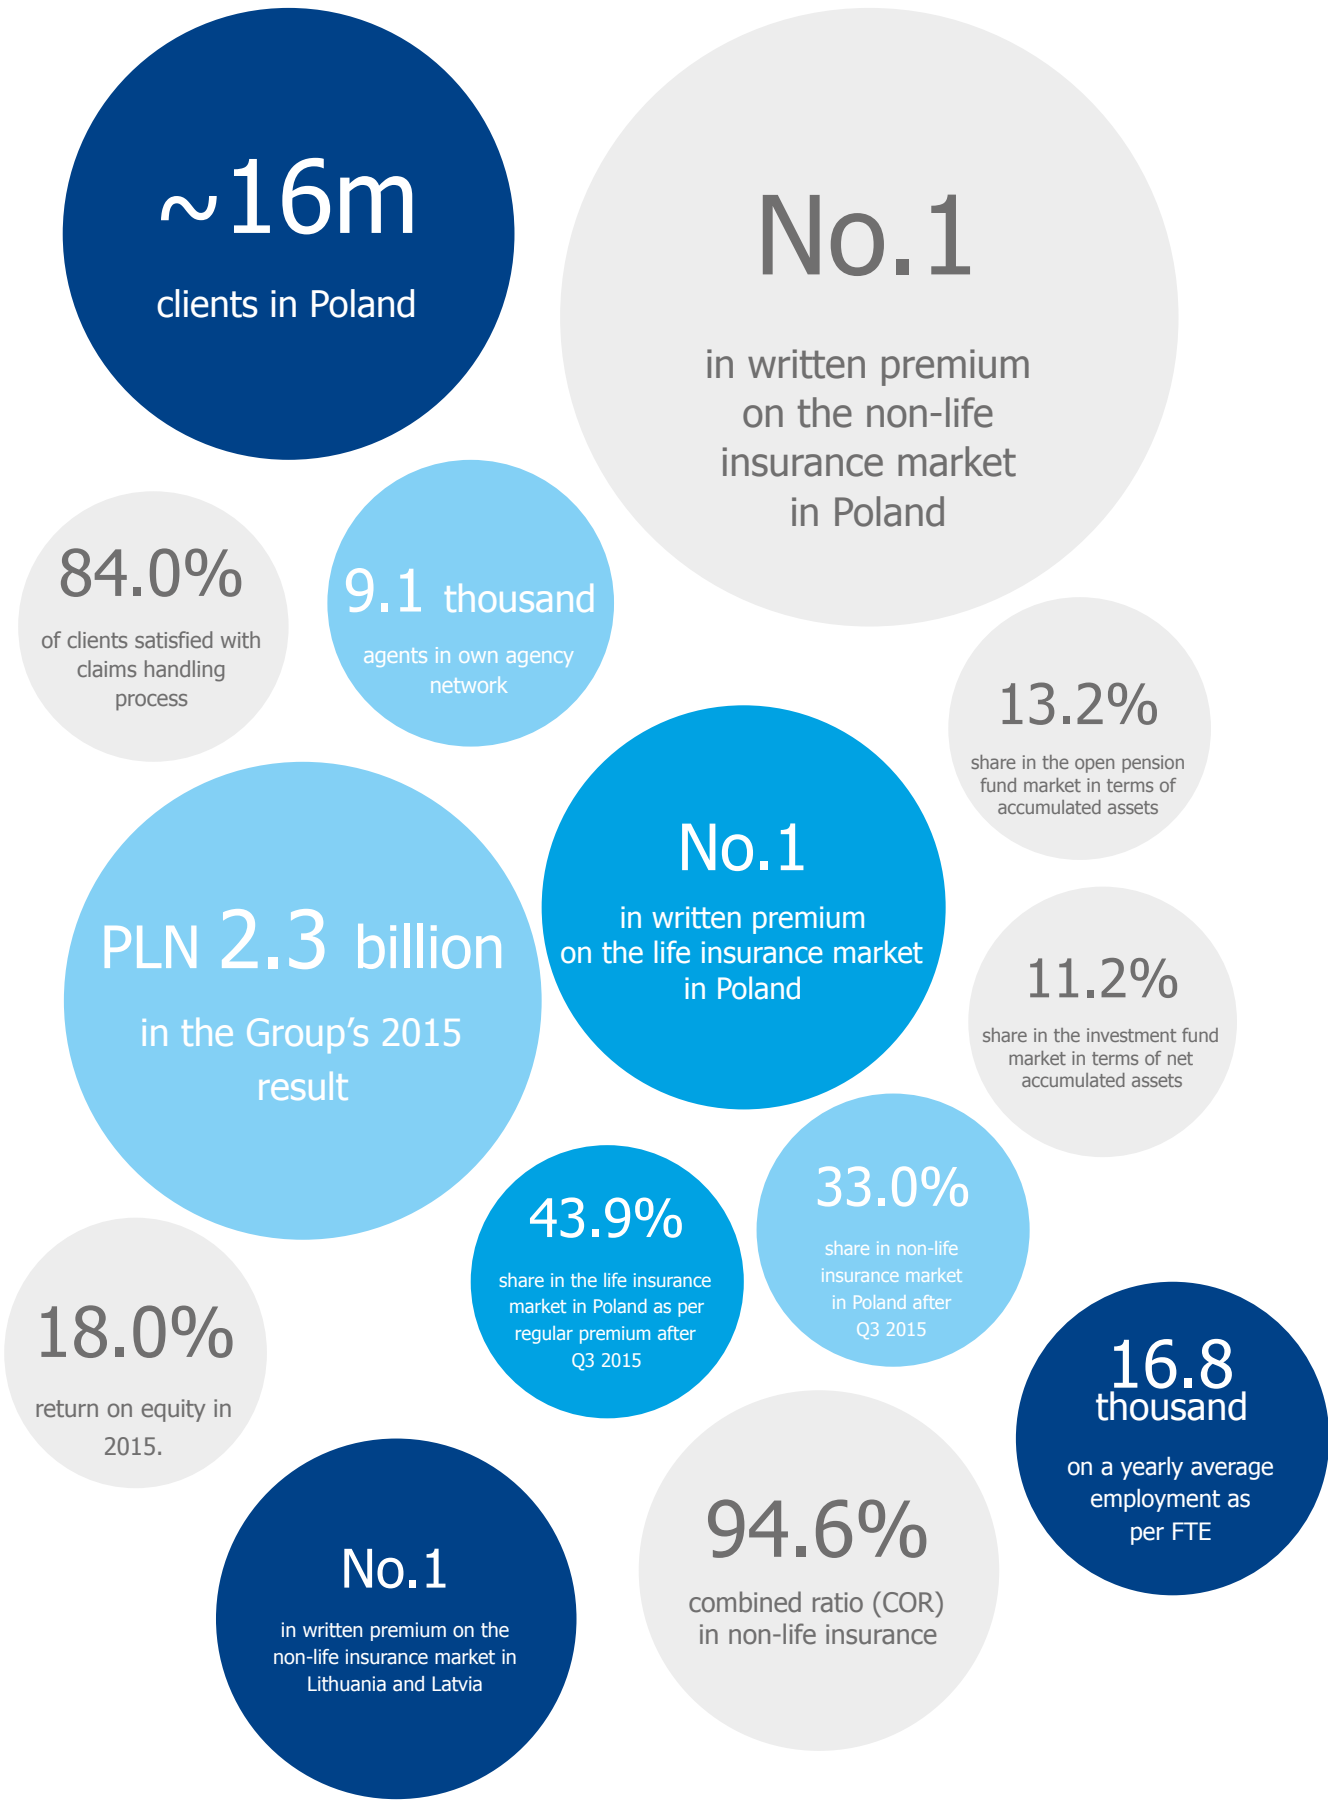 ~16m
clients in Poland
No.1
in written premium
on the non-life
insurance market
in Poland
84.0%
of clients satisfied with
claims handling
process
9.1 thousand
agents in own agency
network
13.2%
share in the open pension
fund market in terms of
accumulated assets
No.1
in written premium
on the life insurance market
in Poland
PLN 2.3 billion
in the Group's 2015
result
11.2%
share in the investment fund
market in terms of net
accumulated assets
43.9%
share in the life insurance
market in Poland as per
regular premium after
Q3 2015
33.0%
share in non-life
insurance market
in Poland after
Q3 2015
18.0%
return on equity in
2015.
16.8
thousand
on a yearly average
employment as
per FTE
No.1
in written premium on the
non-life insurance market in
Lithuania and Latvia
94.6%
combined ratio (COR)
in non-life insurance